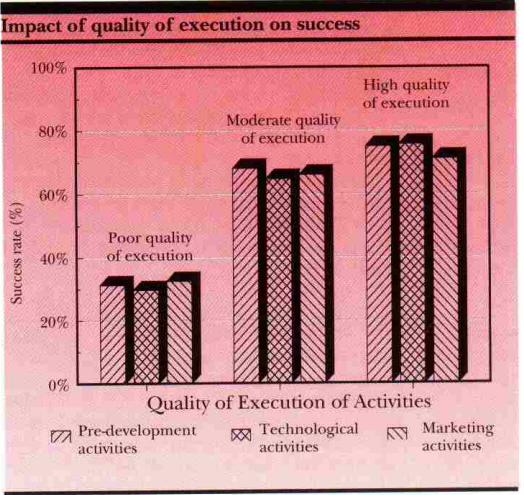 Impact of quality of execution on success
100%
80%
60%
40%
20%
0%
Success rate (%)
Poor quality
of execution
Moderate quality
of execution
High quality
of execution
Quality of Execution of Activities
Pre-development
activities
Technological
activities
Marketing
activities